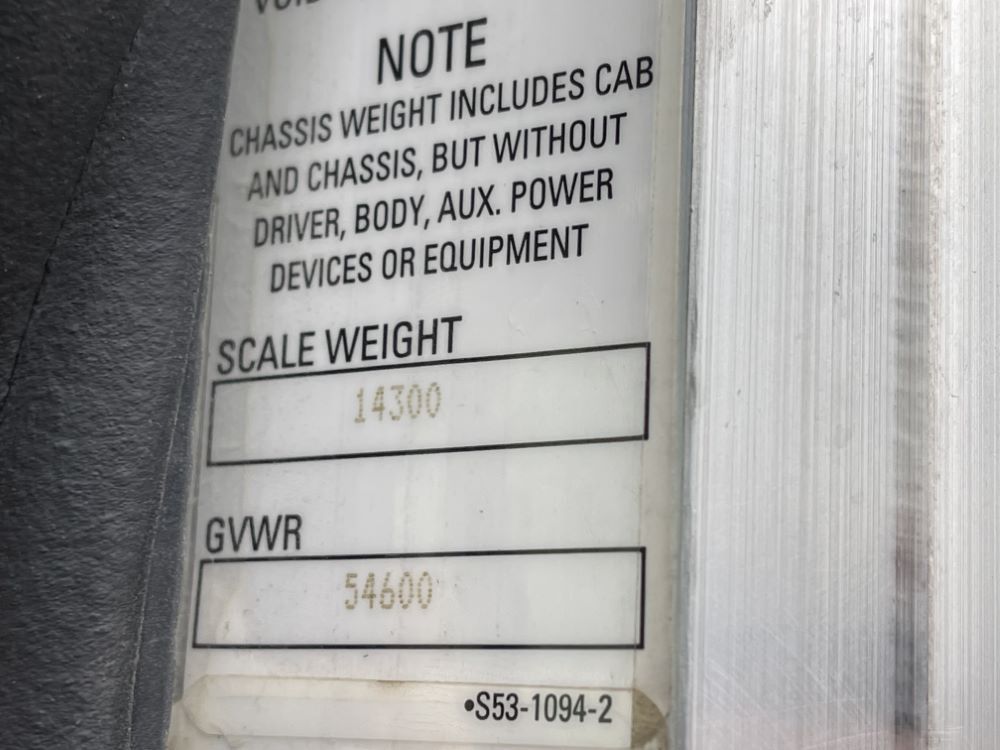 NOTE
CHASSIS WEIGHT INCLUDES CAB
AND CHASSIS, BUT WITHOUT
DRIVER, BODY, AUX. POWER
DEVICES OR EQUIPMENT
SCALE WEIGHT
14300
GVWR
54600
•S53-1094-2